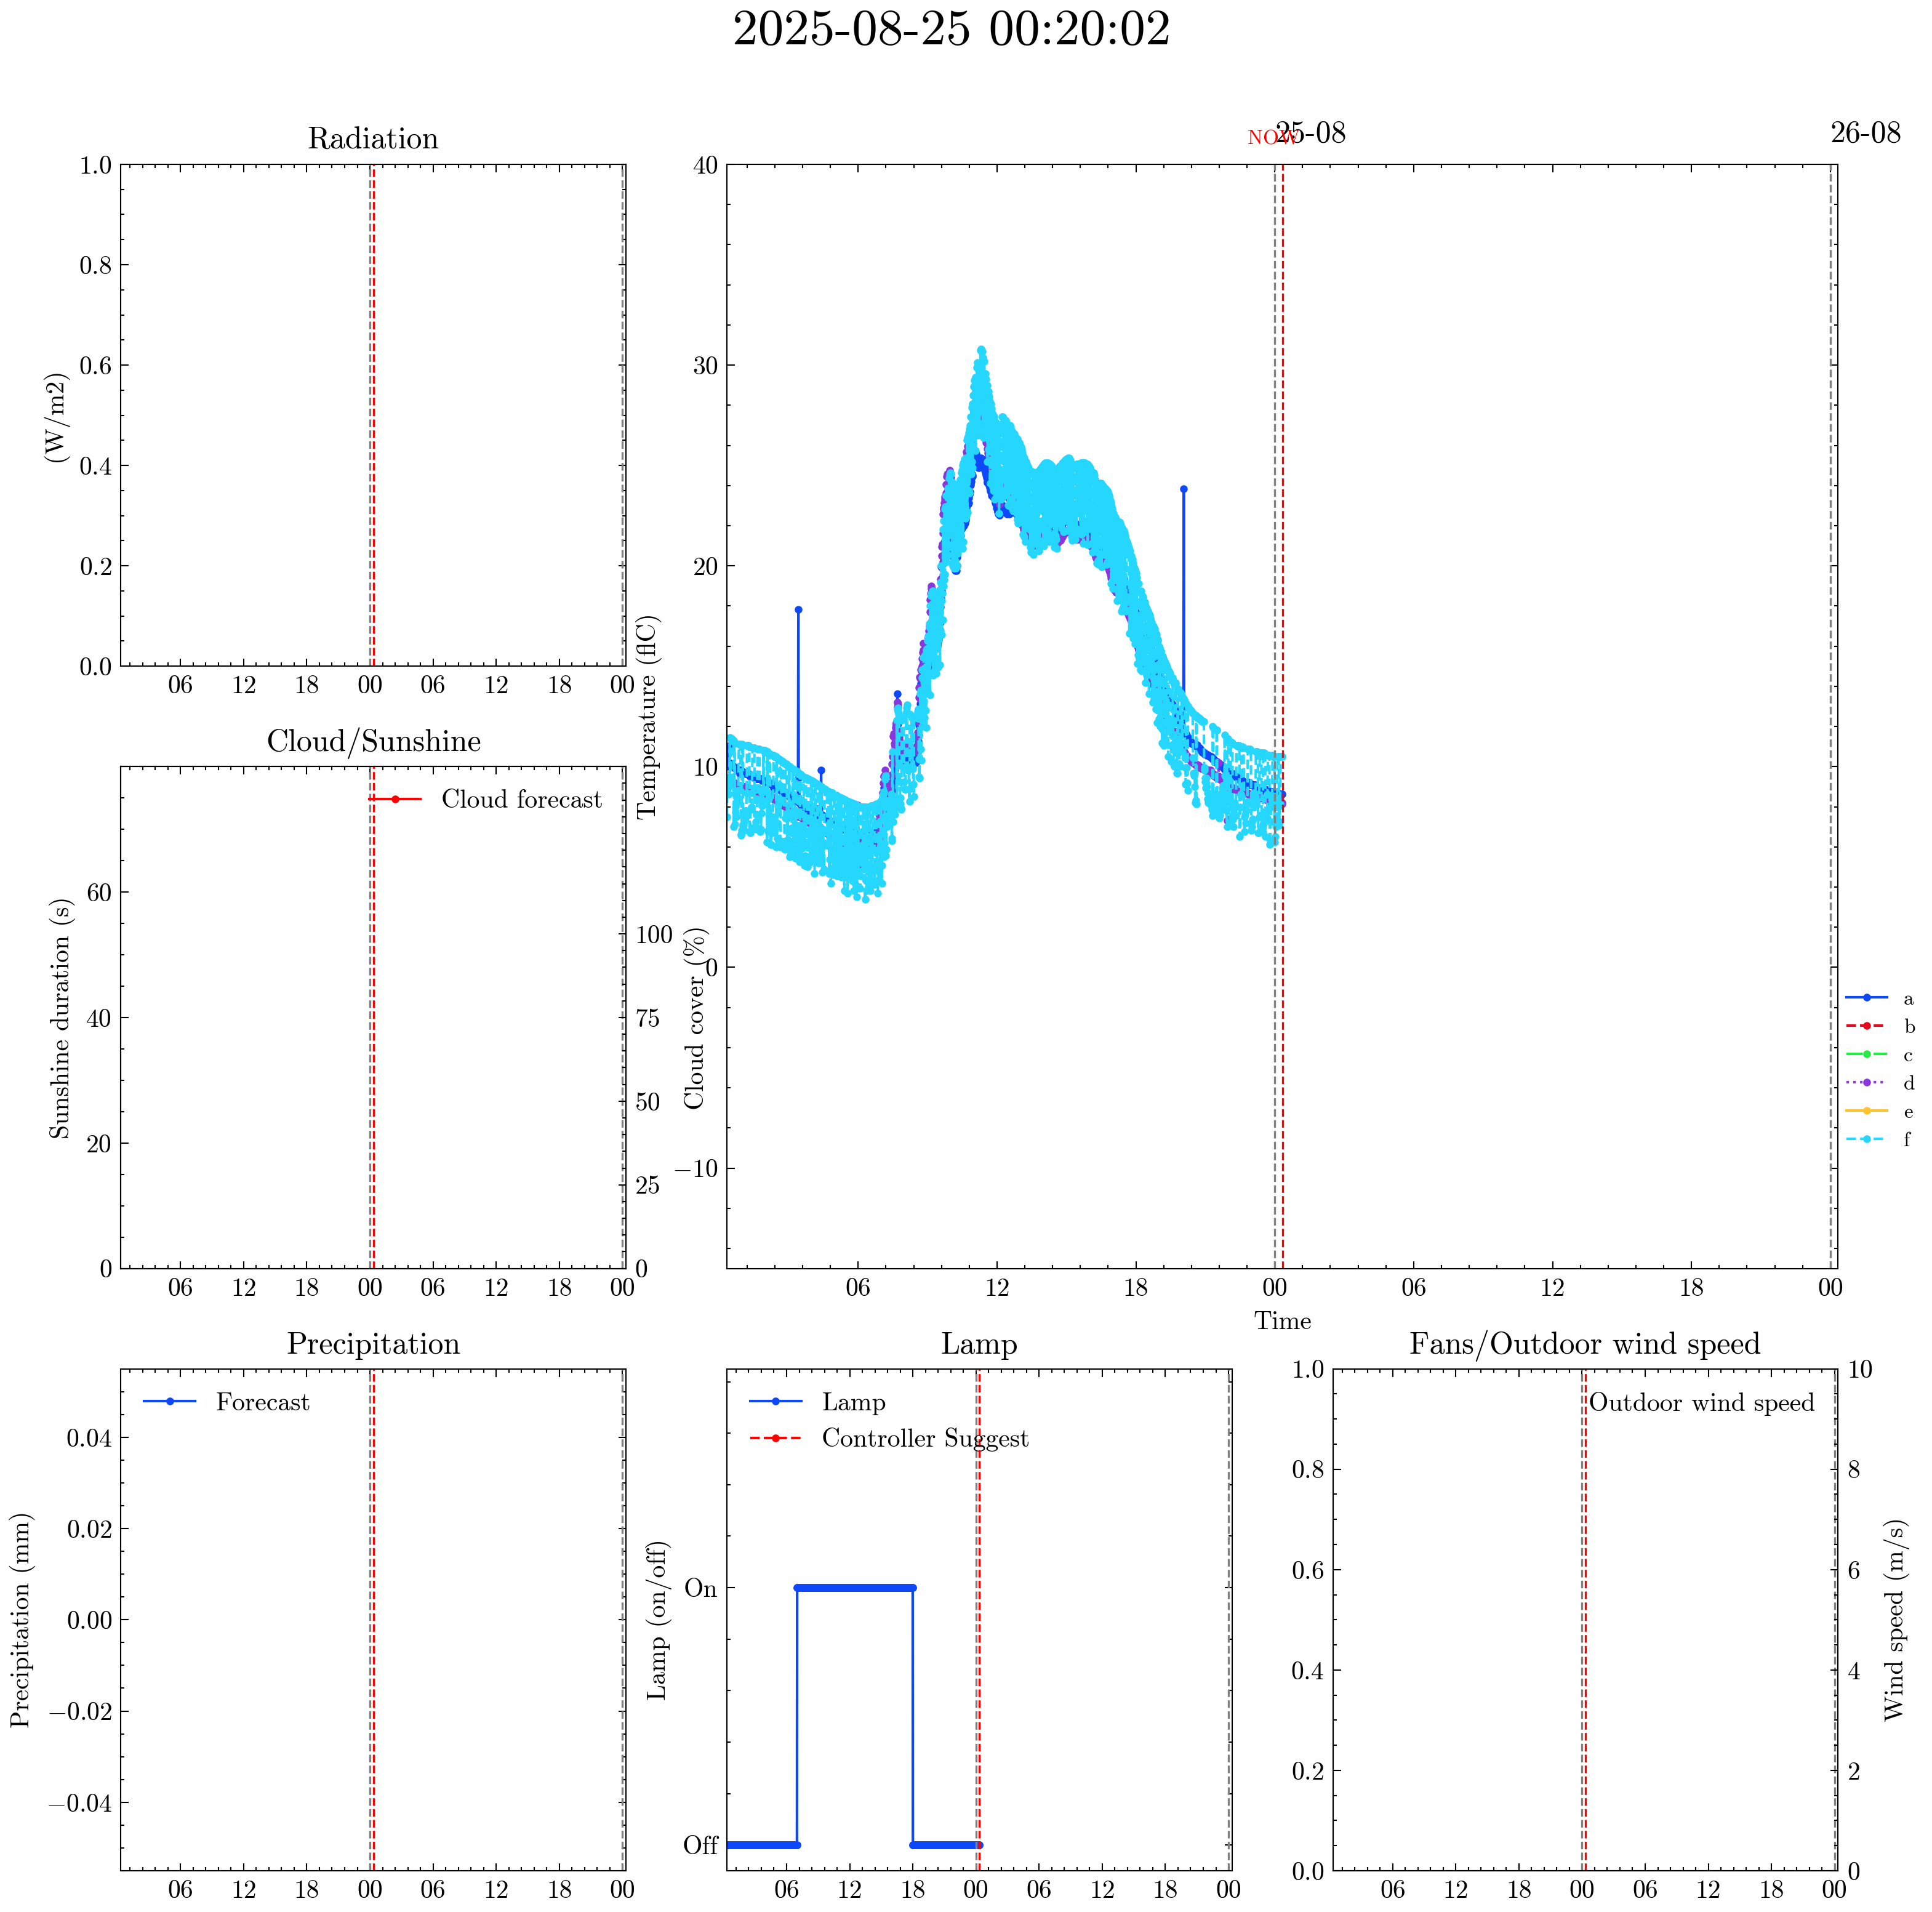 2025-08-25 00:20:02
Radiation
1.0
0.8
0.6
0.4
0.2
0.0
(W/m2)
06 12 18 00 06 12 18 00
NOW
25-08
26-08
40
30
20
10
0
−10
Temperature (flC)
06 12 18 00 06 12 18 00
Time
a
b
c
d
e
f
Cloud/Sunshine
Cloud forecast
60
40
20
0
Sunshine duration (s)
100
75
50
25
0
Cloud cover (%)
06 12 18 00 06 12 18 00
Precipitation
Forecast
0.04
0.02
0.00
−0.02
−0.04
Precipitation (mm)
06 12 18 00 06 12 18 00
Lamp
Lamp
Controller Suggest
On
Off
Lamp (on/off)
06 12 18 00 06 12 18 00
Fans/Outdoor wind speed
Outdoor wind speed
1.0
0.8
0.6
0.4
0.2
0.0
10
8
6
4
2
0
Wind speed (m/s)
06 12 18 00 06 12 18 00